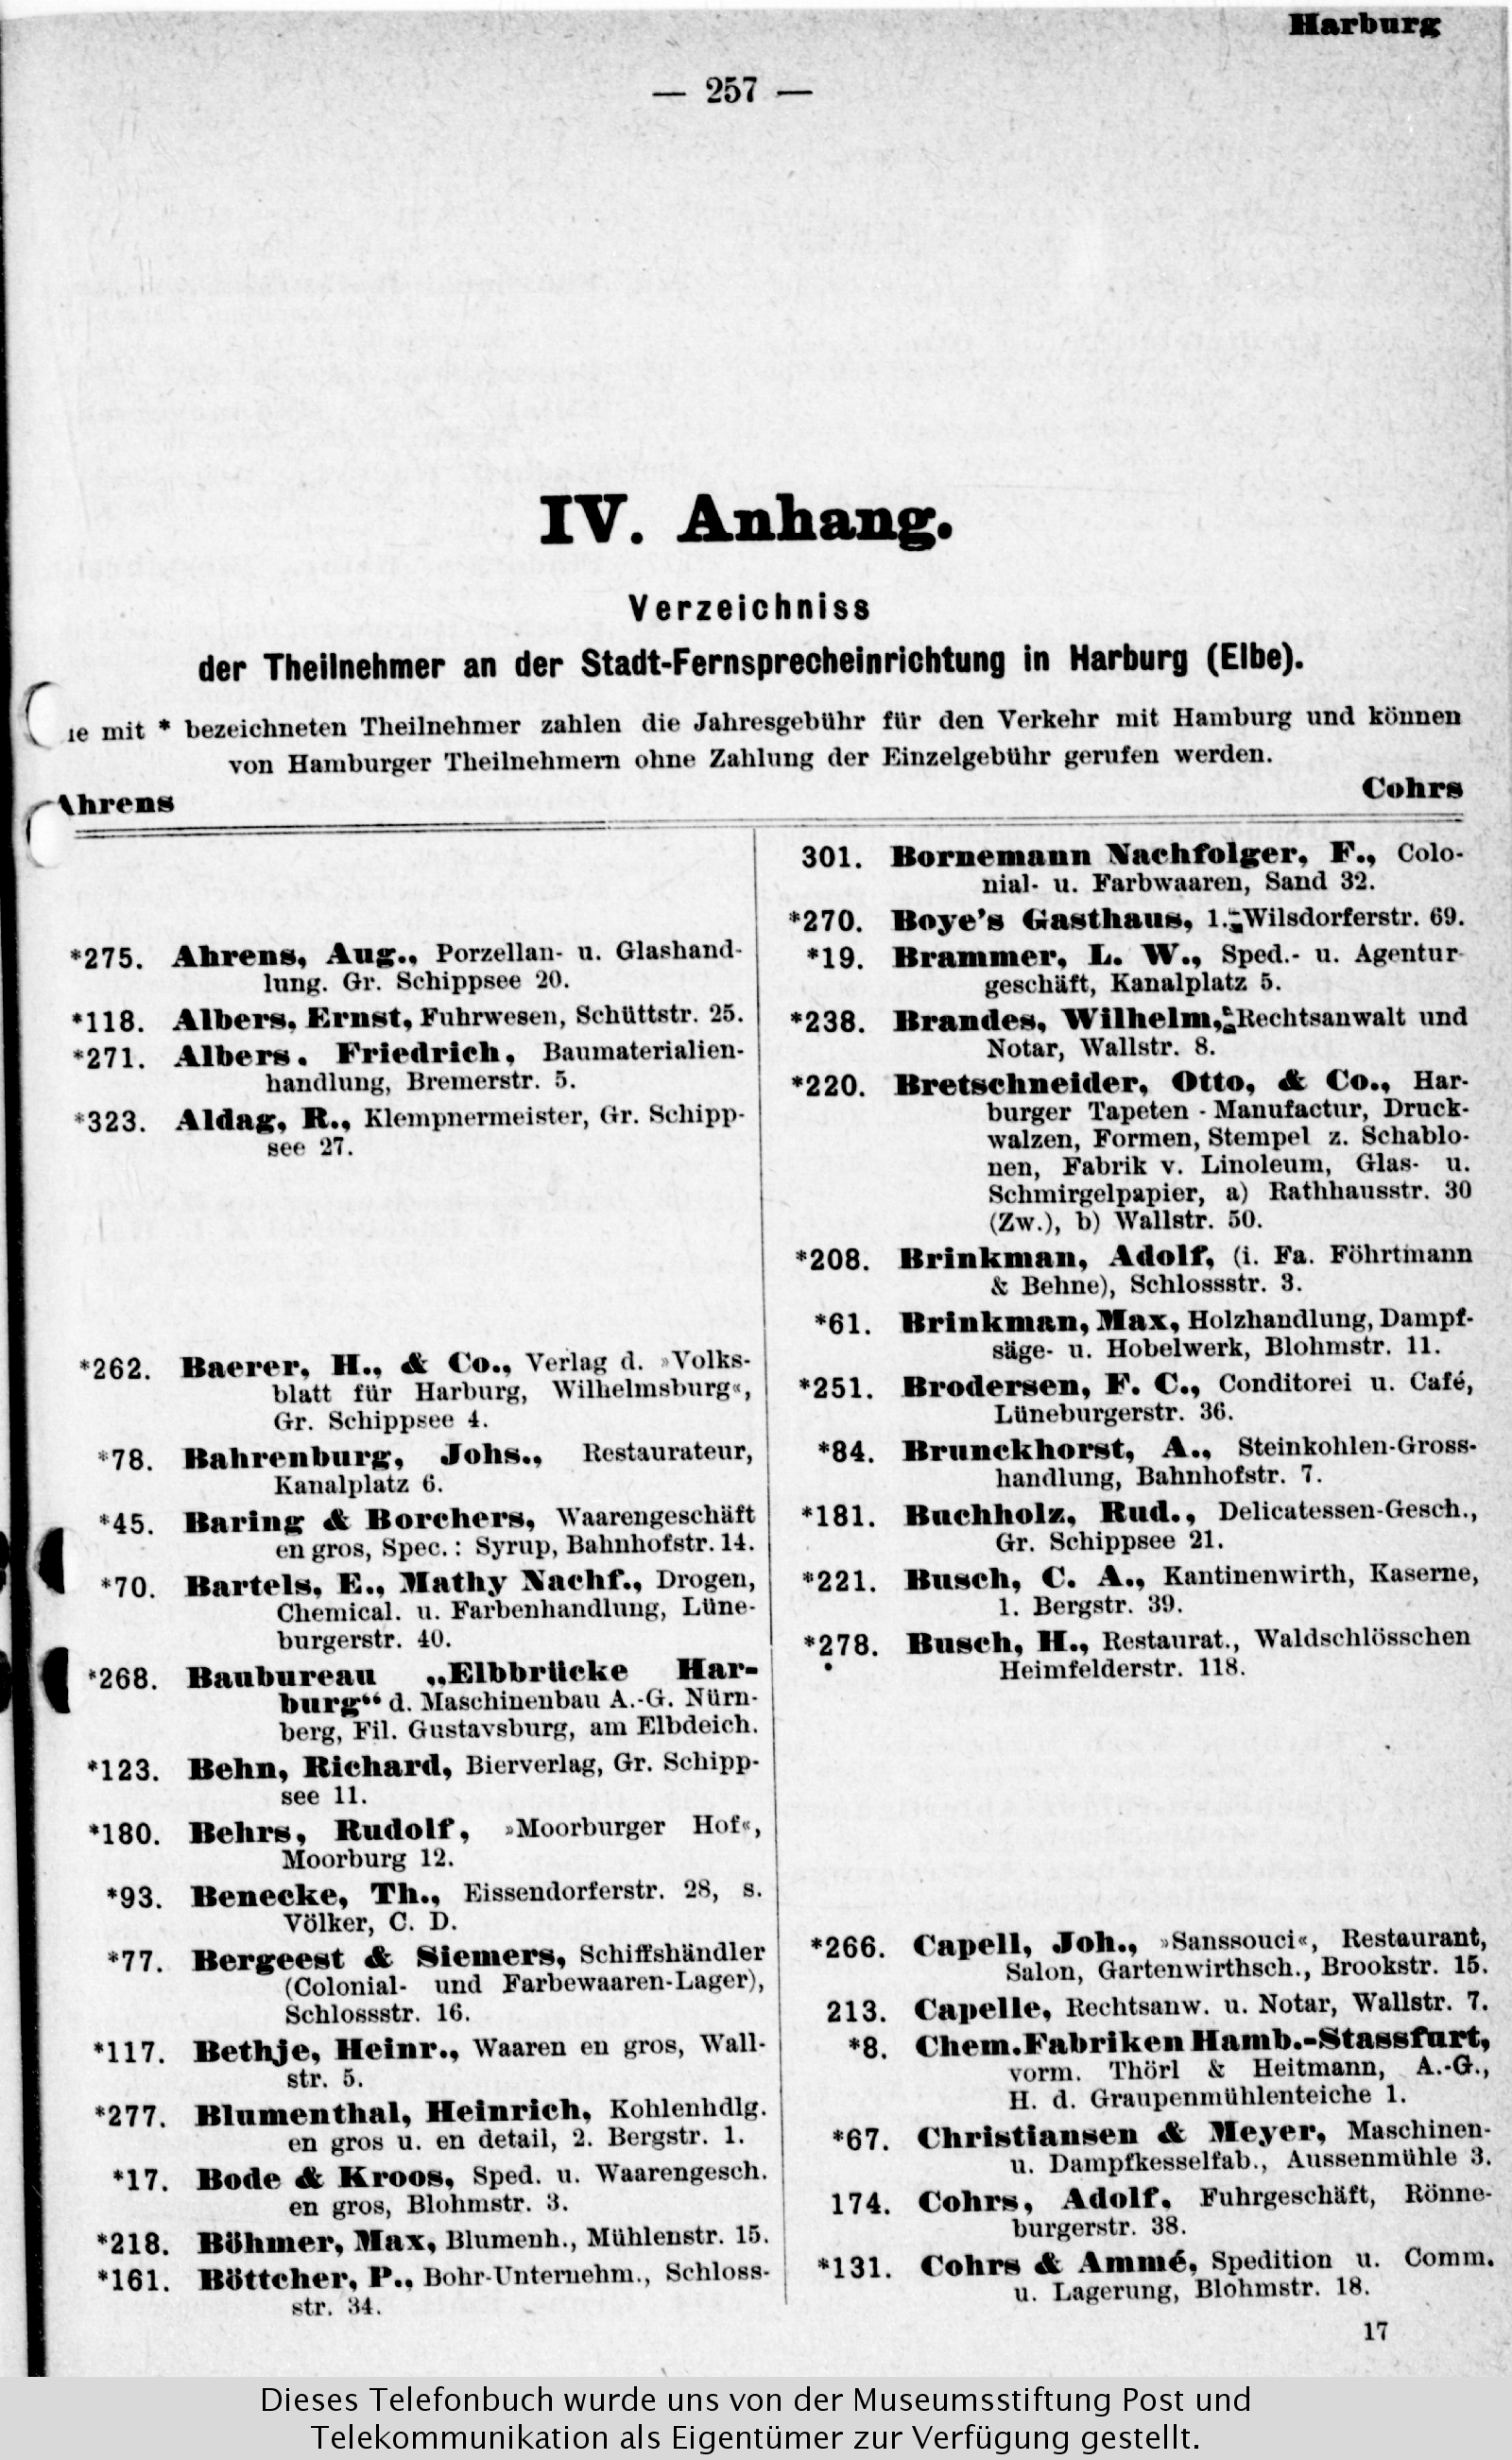 Harburg
— 257 —
IV. Anhang.
Verzeichniss
der Theilnehmer an der Stadt-Fernsprecheinrichtung in Harburg (Elbe).
ie mit * bezeichneten Theilnehmer zahlen die Jahresgebühr für den Verkehr mit Hamburg und können
von Hamburger Theilnehmern ohne Zahlung der Einzelgebühr gerufen werden.
Ahrens
Cohrs
*275. Ahrens, Aug., Porzellan- u. Glashand-
lung. Gr. Schippsee 20.
*118. Albers, Ernst, Fuhrwesen, Schüttstr. 25.
*271. Albers. Friedrich, Baumaterialien-
handlung, Bremerstr. 5.
*323. Aldag, R., Klempnermeister, Gr. Schipp-
see 27.
*262. Baerer, H., & Co., Verlag d. »Volks-
blatt für Harburg, Wilhelmsburg«,
Gr. Schippsee 4.
*78. Bahrenburg, Johs., Restaurateur,
Kanalplatz 6.
*45. Baring & Borchers, Waarengeschäft
en gros, Spec.: Syrup, Bahnhofstr. 14.
*70. Bartels, E., Mathy Nachf., Drogen,
Chemical. u. Farbenhandlung, Lüne-
burgerstr. 40.
*268. Baubureau „Elbbrücke Har-
burg“ d. Maschinenbau A.-G. Nürn-
berg, Fil. Gustavsburg, am Elbdeich.
*123. Behn, Richard, Bierverlag, Gr. Schipp-
see 11.
*180. Behrs, Rudolf, »Moorburger Hof«,
Moorburg 12.
*93. Benecke, Th., Eissendorferstr. 28, s.
Völker, C. D.
*77. Bergeest & Siemers, Schiffshändler
(Colonial- und Farbewaaren-Lager),
Schlossstr. 16.
*117. Bethje, Heinr., Waaren en gros, Wall-
str. 5.
*277. Blumenthal, Heinrich, Kohlenhdlg.
en gros u. en detail, 2. Bergstr. 1.
*17. Bode & Kroos, Sped. u. Waarengesch.
en gros, Blohmstr. 3.
*218. Böhmer, Max, Blumenh., Mühlenstr. 15.
*161. Böttcher, P., Bohr-Unternehm., Schloss-
str. 34.
301. Bornemann Nachfolger, F., Colo-
nial- u. Farbwaaren, Sand 32.
*270. Boye's Gasthaus, 1. Wilsdorferstr. 69.
*19. Brammer, L. W., Sped.- u. Agentur-
geschäft, Kanalplatz 5.
*238. Brandes, Wilhelm, Rechtsanwalt und
Notar, Wallstr. 8.
*220. Bretschneider, Otto, & Co., Har-
burger Tapeten - Manufactur, Druck-
walzen, Formen, Stempel z. Schablo-
nen, Fabrik v. Linoleum, Glas- u.
Schmirgelpapier, a) Rathhausstr. 30
(Zw.), b) Wallstr. 50.
*208. Brinkman, Adolf, (i. Fa. Föhrtmann
& Behne), Schlossstr. 3.
*61. Brinkman, Max, Holzhandlung, Dampf-
säge- u. Hobelwerk, Blohmstr. 11.
*251. Brodersen, F. C., Conditorei u. Café,
Lüneburgerstr. 36.
*84. Brunckhorst, A., Steinkohlen-Gross-
handlung, Bahnhofstr. 7.
*181. Buchholz, Rud., Delicatessen-Gesch.,
Gr. Schippsee 21.
*221. Busch, C. A., Kantinenwirth, Kaserne,
1. Bergstr. 39.
*278. Busch, H., Restaurat., Waldschlösschen
Heimfelderstr. 118.
*266. Capell, Joh., »Sanssouci«, Restaurant,
Salon, Gartenwirthsch., Brookstr. 15.
213. Capelle, Rechtsanw. u. Notar, Wallstr. 7.
*8. Chem. Fabriken Hamb.-Stassfurt,
vorm. Thörl & Heitmann, A.-G.,
H. d. Graupenmühlenteiche 1.
*67. Christiansen & Meyer, Maschinen-
u. Dampfkesselfab., Aussenmühle 3.
174. Cohrs, Adolf, Fuhrgeschäft, Rönne-
burgerstr. 38.
*131. Cohrs & Ammé, Spedition u. Comm.
u. Lagerung, Blohmstr. 18.
17
Dieses Telefonbuch wurde uns von der Museumsstiftung Post und
Telekommunikation als Eigentümer zur Verfügung gestellt.